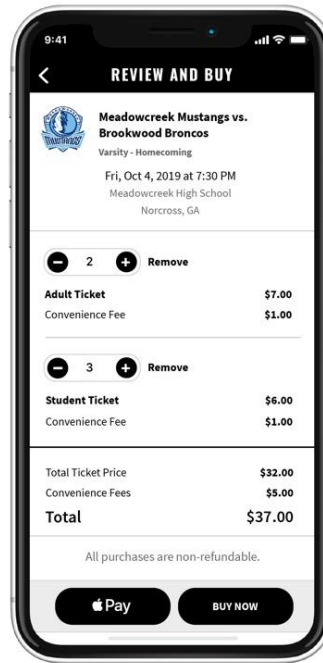 9:41
REVIEW AND BUY
MUSTANGS
Meadowcreek Mustangs vs.
Brookwood Broncos
Varsity - Homecoming
Fri, Oct 4, 2019 at 7:30 PM
Meadowcreek High School
Norcross, GA
2 Remove
Adult Ticket $7.00
Convenience Fee $1.00
3 Remove
Student Ticket $6.00
Convenience Fee $1.00
Total Ticket Price $32.00
Convenience Fees $5.00
Total $37.00
All purchases are non-refundable.
Pay BUY NOW